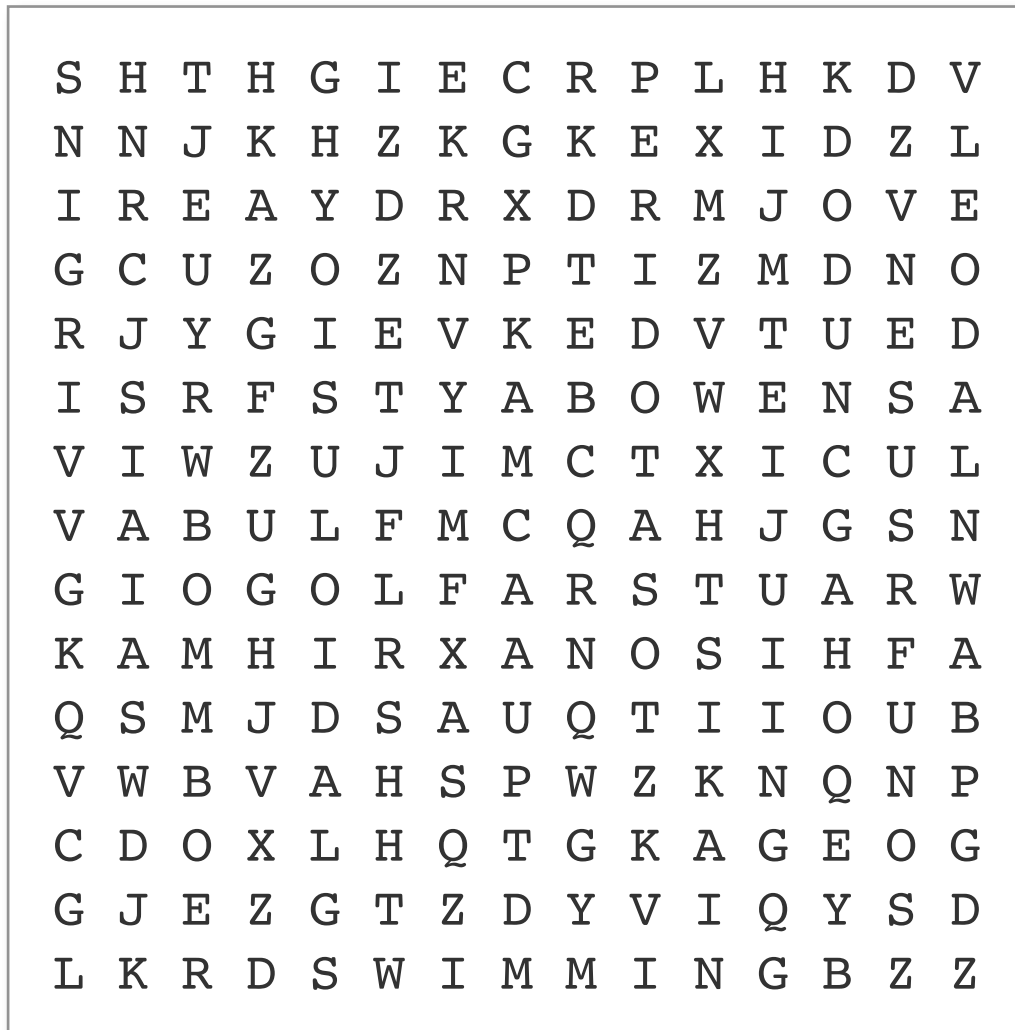 S H T H G I E C R P L H K D V
N N J K H Z K G K E X I D Z L
I R E A Y D R X D R M J O V E
G C U Z O Z N P T I Z M D N O
R J Y G I E V K E D V T U E D
I S R F S T Y A B O W E N S A
V I W Z U J I M C T X I C U L
V A B U L F M C Q A H J G S N
G I O G O L F A R S T U A R W
K A M H I R X A N O S I H F A
Q S M J D S A U Q T I I O U B
V W B V A H S P W Z K N Q N P
C D O X L H Q T G K A G E O G
G J E Z G T Z D Y V I Q Y S D
L K R D S W I M M I N G B Z Z